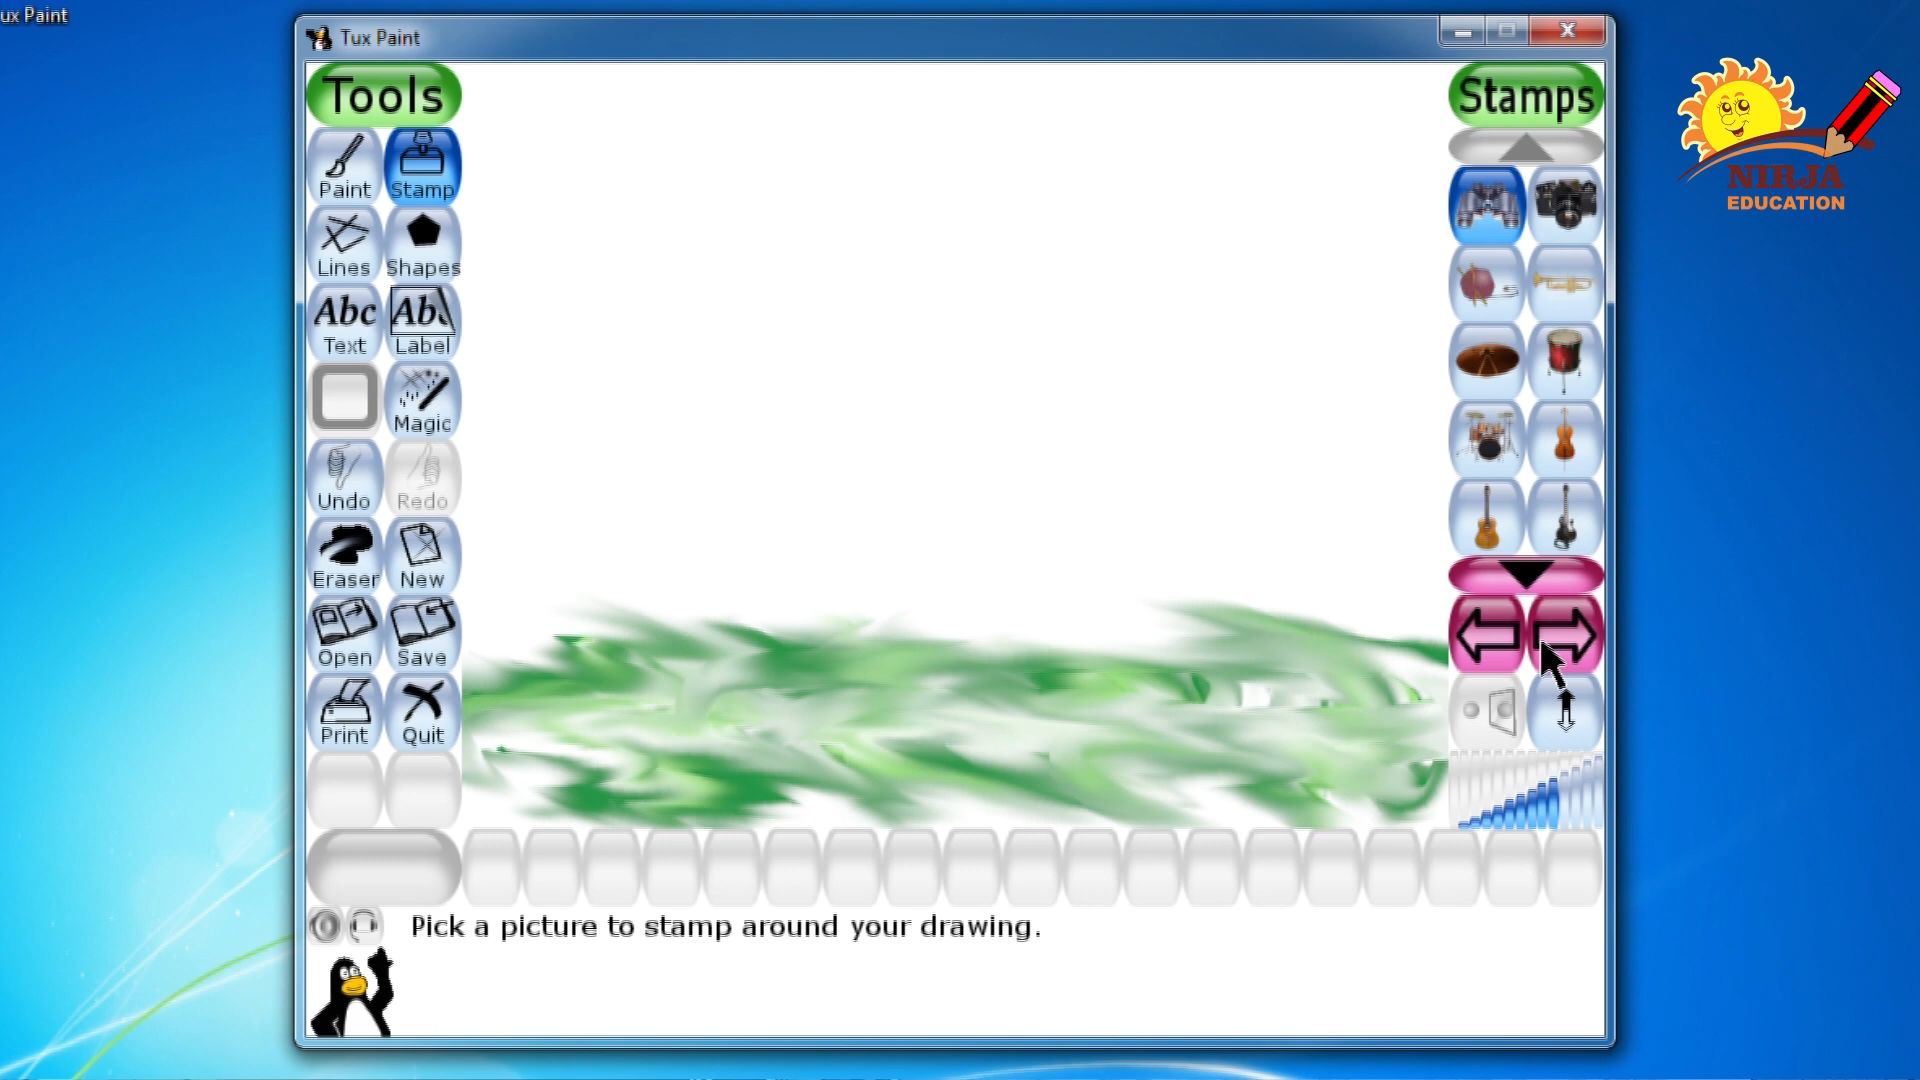 ux Paint
Tux Paint
Tools
Stamps
Paint
Stamp
Lines
Shapes
Abc
Text
Label
Magic
Undo
Redo
Eraser
New
Open
Save
Print
Quit
Pick a picture to stamp around your drawing.
NIRJA
EDUCATION